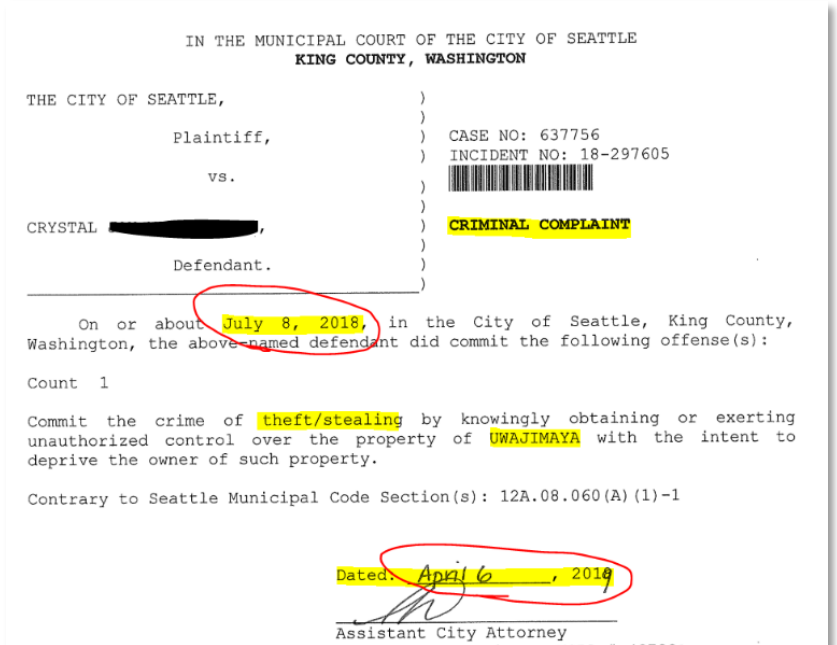 IN THE MUNICIPAL COURT OF THE CITY OF SEATTLE
KING COUNTY, WASHINGTON
THE CITY OF SEATTLE,
Plaintiff,
vs.
CRYSTAL ,
Defendant.
)
)
)
)
)
)
)
)
)
)
CASE NO: 637756
INCIDENT NO: 18-297605
CRIMINAL COMPLAINT
On or about July 8, 2018, in the City of Seattle, King County,
Washington, the above-named defendant did commit the following offense(s):
Count 1
Commit the crime of theft/stealing by knowingly obtaining or exerting
unauthorized control over the property of UWAJIMAYA with the intent to
deprive the owner of such property.
Contrary to Seattle Municipal Code Section(s): 12A.08.060(A)(1)-1
Dated: April 6, 2019
Assistant City Attorney